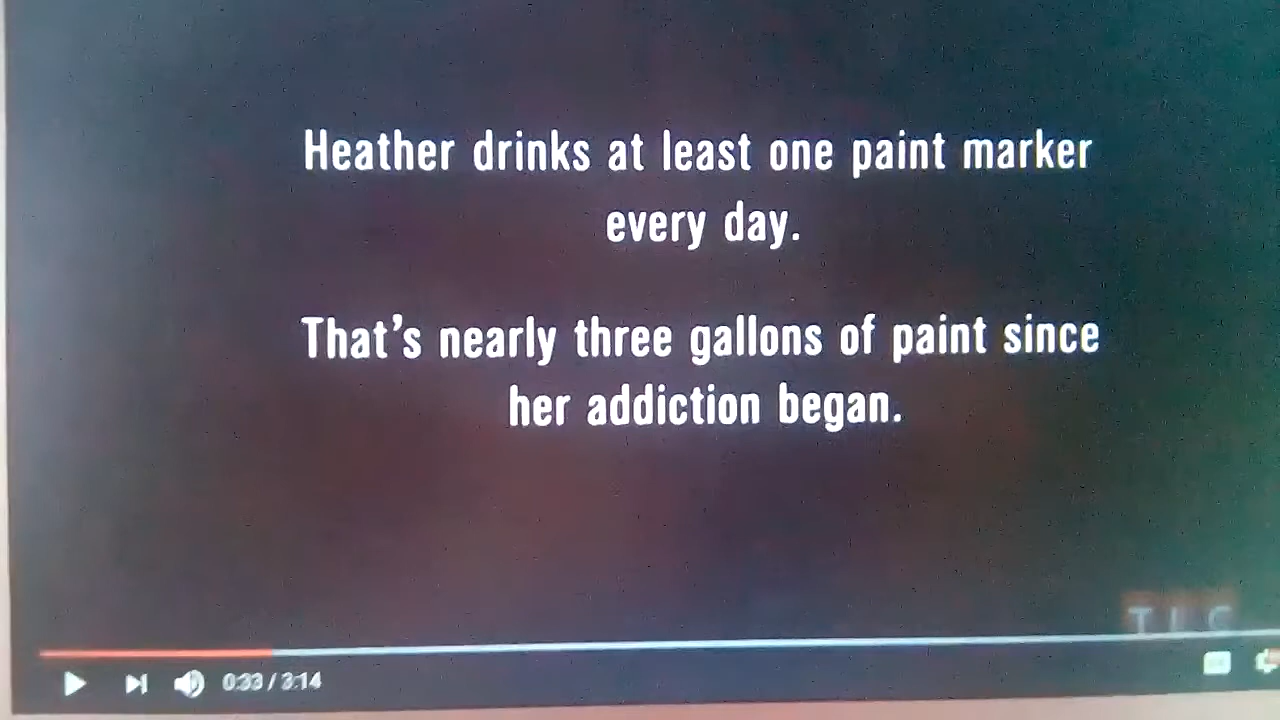 Heather drinks at least one paint marker
every day.
That's nearly three gallons of paint since
her addiction began.
TLC
0:33 / 3:14